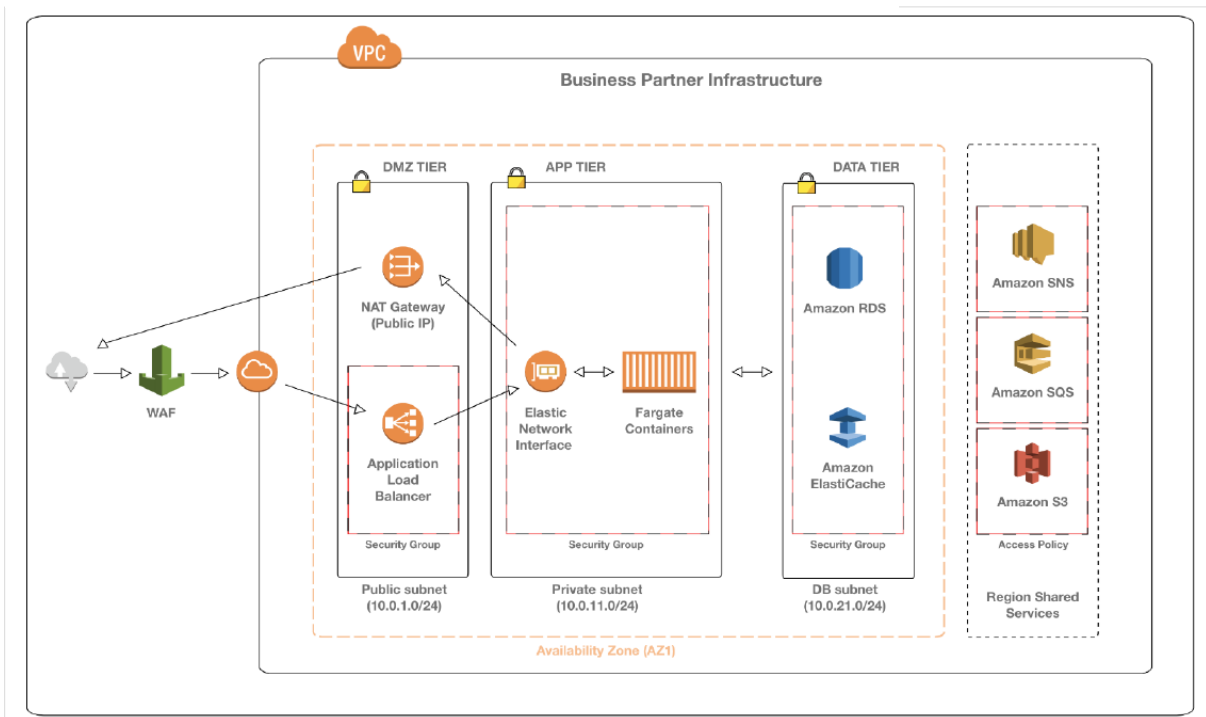 VPC
Business Partner Infrastructure
DMZ TIER
APP TIER
DATA TIER
NAT Gateway
(Public IP)
Amazon RDS
Amazon SNS
WAF
Application
Load
Balancer
Elastic
Network
Interface
Fargate
Containers
Amazon
ElastiCache
Amazon SQS
Amazon S3
Security Group
Security Group
Security Group
Access Policy
Public subnet
(10.0.1.0/24)
Private subnet
(10.0.11.0/24)
DB subnet
(10.0.21.0/24)
Region Shared
Services
Availability Zone (AZ1)